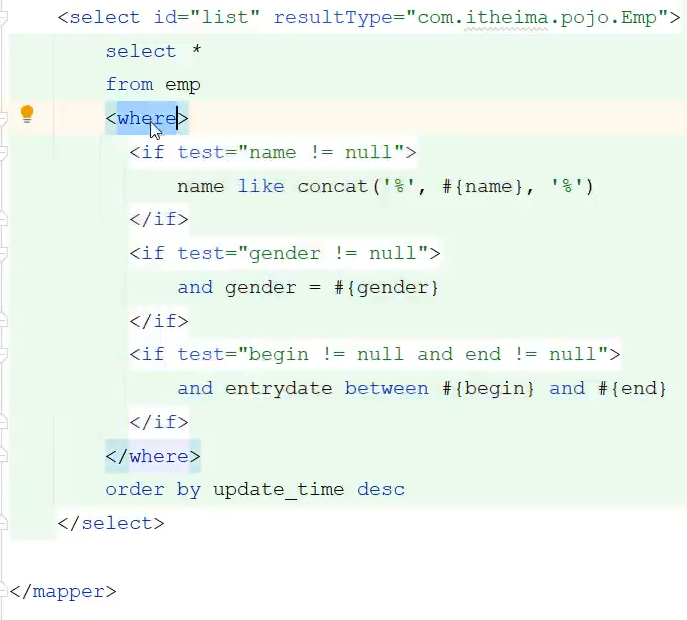 <select id="list" resultType="com.itheima.pojo.Emp">
select *
from emp
<where>
<if test="name != null">
name like concat('%', #{name}, '%')
</if>
<if test="gender != null">
and gender = #{gender}
</if>
<if test="begin != null and end != null">
and entrydate between #{begin} and #{end}
</if>
</where>
order by update_time desc
</select>
</mapper>